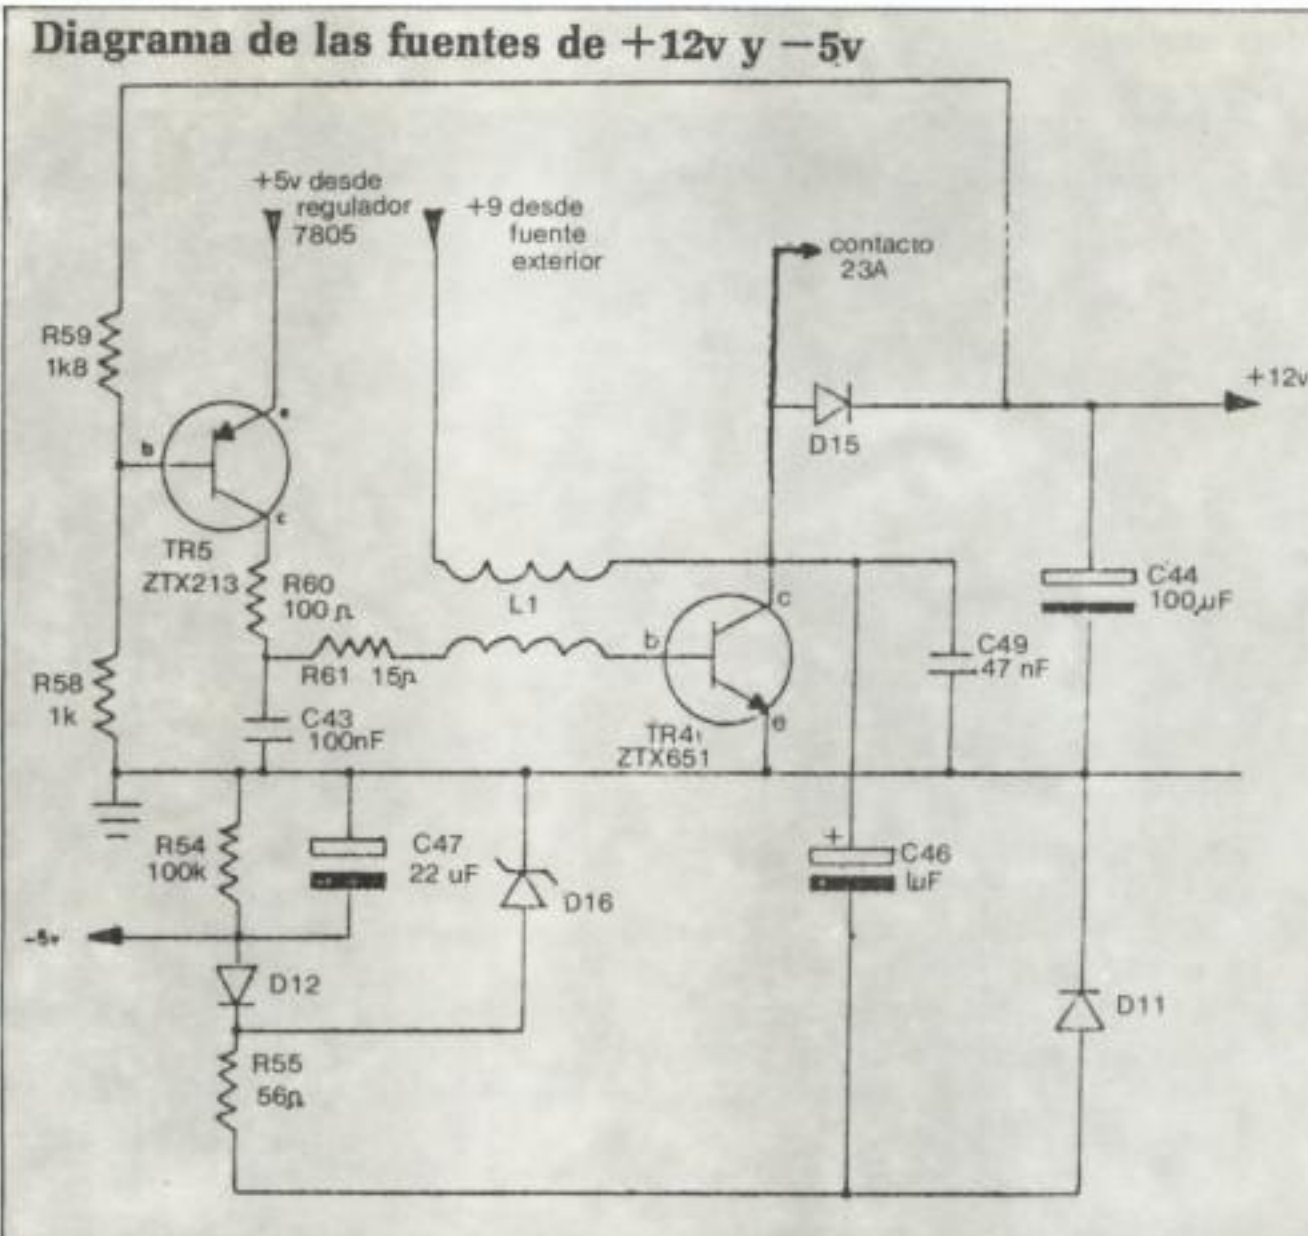 Diagrama de las fuentes de +12v y −5v
+5v desde
regulador
7805
+9 desde
fuente
exterior
contacto
23A
R59
1k8
+12v
e
b
D15
c
TR5
ZTX213
R60
100 Ω
L1
c
C44
100µF
b
C49
47 nF
R61 15Ω
R58
1k
C43
100nF
e
TR4
ZTX651
R54
100k
C47
22 uF
D16
+
C46
1µF
-5v
D12
D11
R55
56Ω